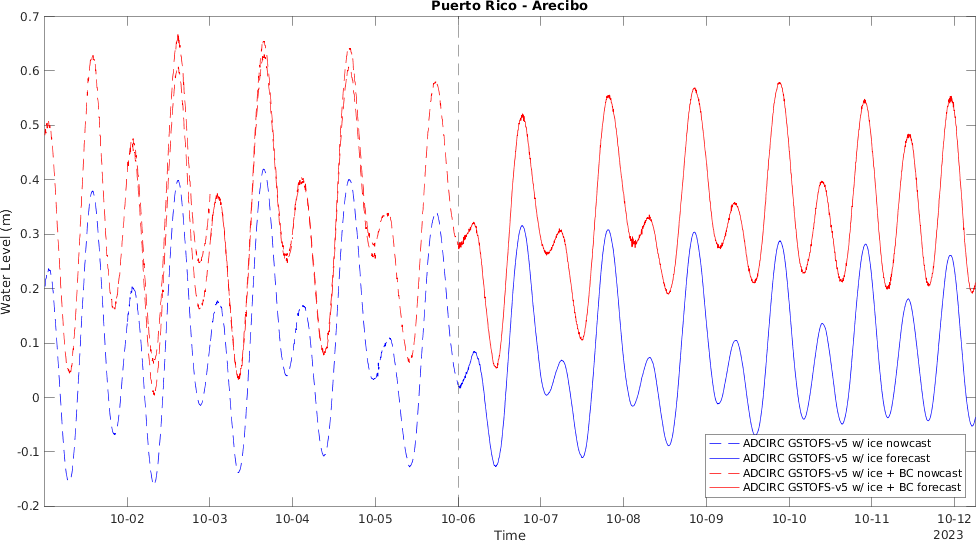 Puerto Rico - Arecibo
0.7
0.6
0.5
0.4
0.3
0.2
0.1
0
-0.1
-0.2
Water Level (m)
10-02 10-03 10-04 10-05 10-06 10-07 10-08 10-09 10-10 10-11 10-12
Time
2023
ADCIRC GSTOFS-v5 w/ ice nowcast
ADCIRC GSTOFS-v5 w/ ice forecast
ADCIRC GSTOFS-v5 w/ ice + BC nowcast
ADCIRC GSTOFS-v5 w/ ice + BC forecast